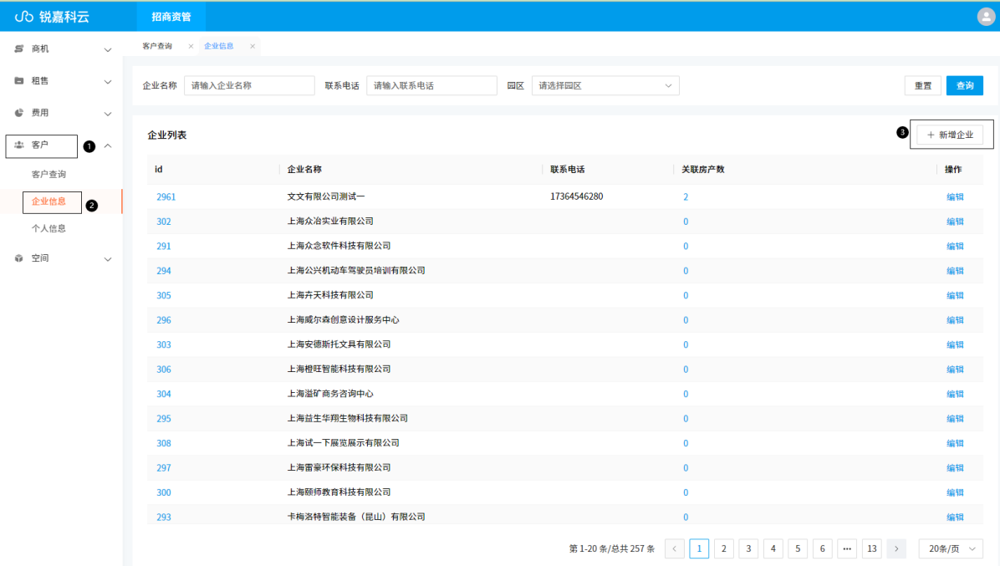 锐嘉科云 招商资管
商机
租售
费用
客户 1
客户查询
企业信息 2
个人信息
空间
客户查询 × 企业信息 ×
企业名称 请输入企业名称 联系电话 请输入联系电话 园区 请选择园区 重置 查询
企业列表 3 + 新增企业
id 企业名称 联系电话 关联房产数 操作
2961 文文有限公司测试一 17364546280 2 编辑
302 上海众冶实业有限公司 0 编辑
291 上海众念软件科技有限公司 0 编辑
294 上海公兴机动车驾驶员培训有限公司 0 编辑
305 上海卉天科技有限公司 0 编辑
296 上海威尔森创意设计服务中心 0 编辑
303 上海安德斯托文具有限公司 0 编辑
306 上海橙旺智能科技有限公司 0 编辑
304 上海溢矿商务咨询中心 0 编辑
295 上海益生华翔生物科技有限公司 0 编辑
308 上海试一下展览展示有限公司 0 编辑
297 上海雷豪环保科技有限公司 0 编辑
300 上海颐师教育科技有限公司 0 编辑
293 卡梅洛特智能装备（昆山）有限公司 0 编辑
第 1-20 条/总共 257 条 < 1 2 3 4 5 6 ••• 13 > 20条/页